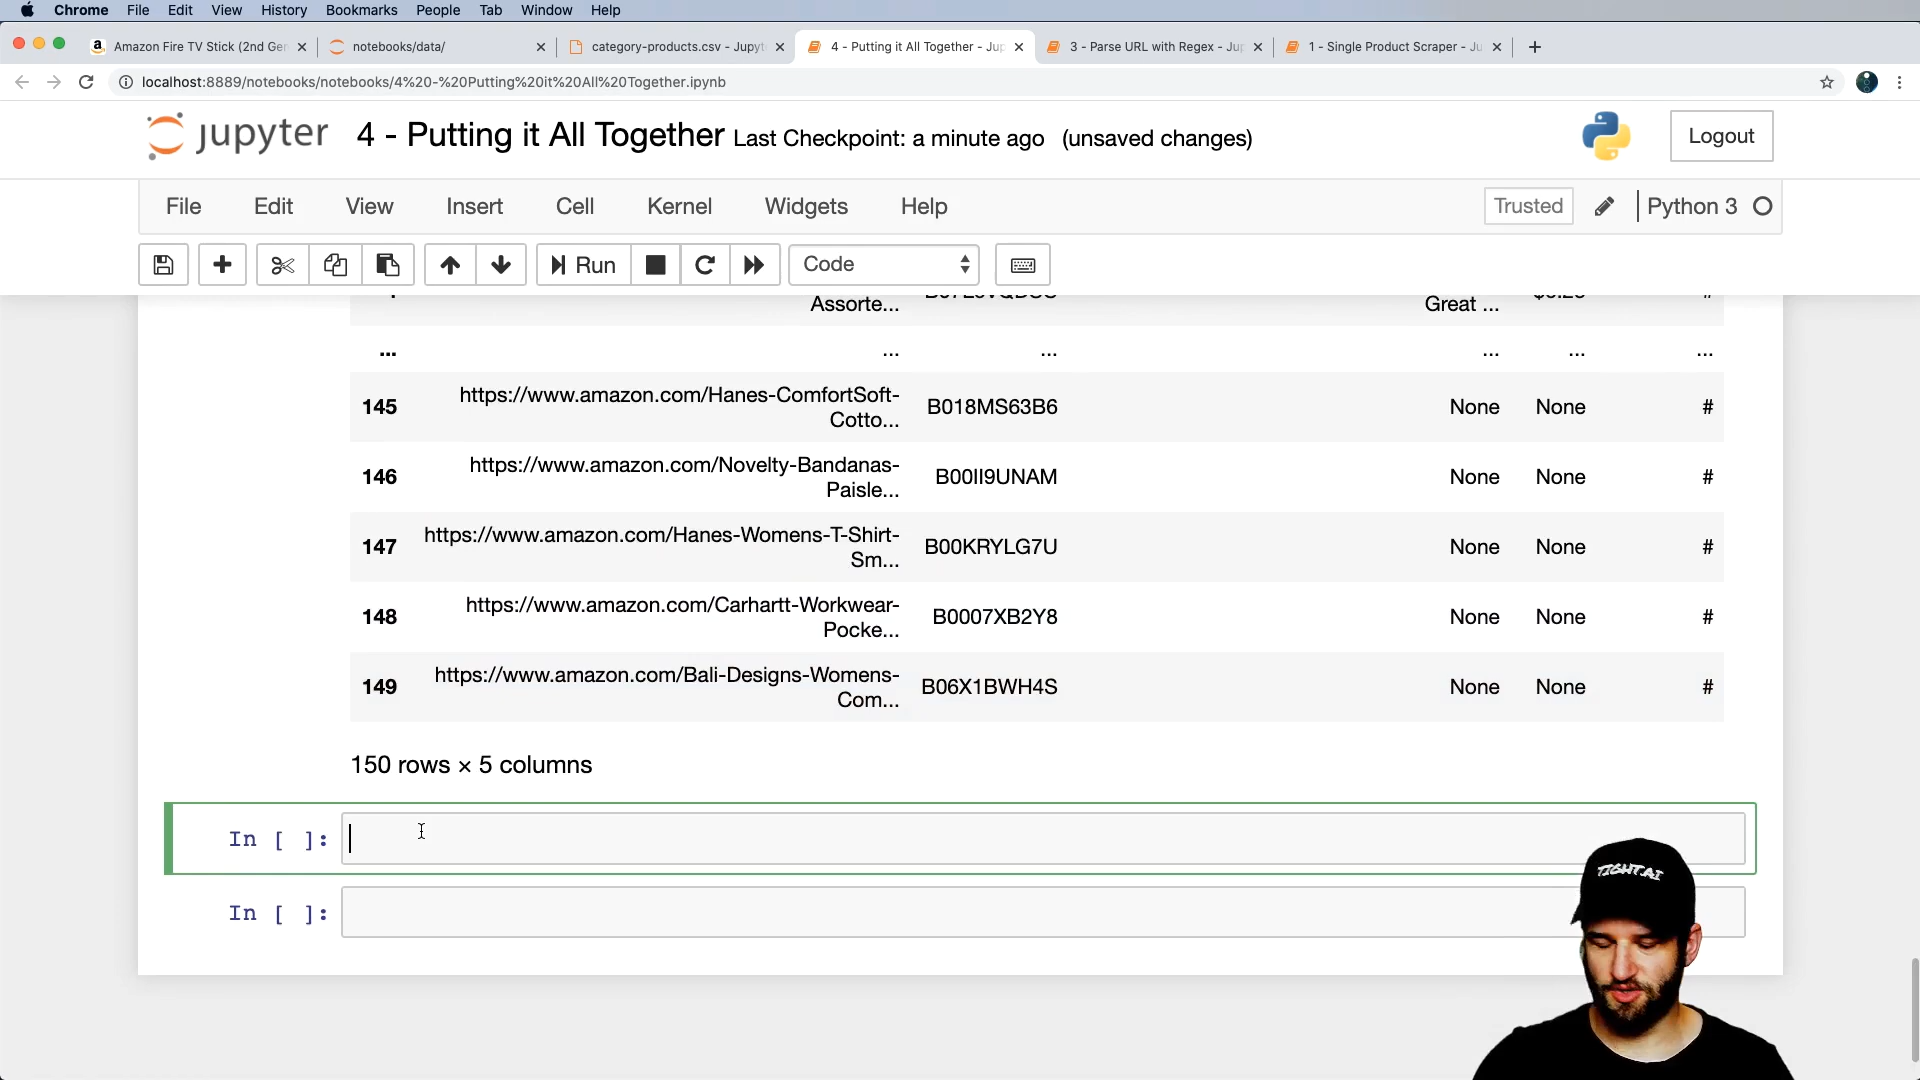 Chrome File Edit View History Bookmarks People Tab Window Help
Amazon Fire TV Stick (2nd Gen
notebooks/data/
category-products.csv - Jupyt
4 - Putting it All Together - Jup
3 - Parse URL with Regex - Jup
1 - Single Product Scraper - Ju
localhost:8889/notebooks/notebooks/4%20-%20Putting%20it%20All%20Together.ipynb
jupyter 4 - Putting it All Together Last Checkpoint: a minute ago (unsaved changes)
Logout
File Edit View Insert Cell Kernel Widgets Help
Trusted
Python 3
Run
Code
Assorte... Great ...
... ... ... ... ... ...
145 https://www.amazon.com/Hanes-ComfortSoft-Cotto... B018MS63B6 None None #
146 https://www.amazon.com/Novelty-Bandanas-Paisle... B00II9UNAM None None #
147 https://www.amazon.com/Hanes-Womens-T-Shirt-Sm... B00KRYLG7U None None #
148 https://www.amazon.com/Carhartt-Workwear-Pocke... B0007XB2Y8 None None #
149 https://www.amazon.com/Bali-Designs-Womens-Com... B06X1BWH4S None None #
150 rows × 5 columns
In [ ]:
In [ ]:
TIGHT.AI